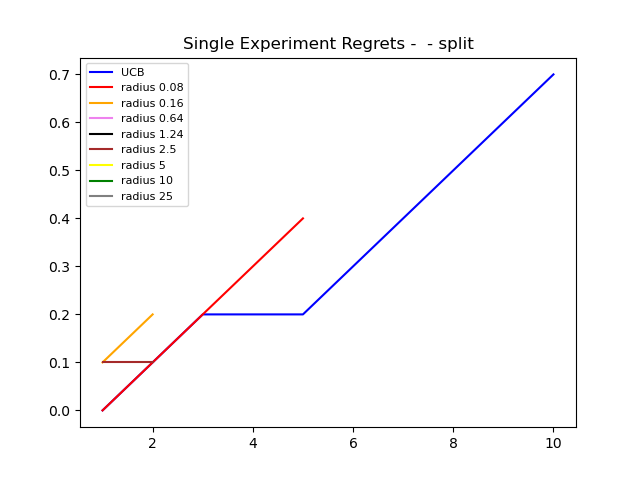 Single Experiment Regrets -  - split
UCB
radius 0.08
radius 0.16
radius 0.64
radius 1.24
radius 2.5
radius 5
radius 10
radius 25
0.7
0.6
0.5
0.4
0.3
0.2
0.1
0.0
2
4
6
8
10